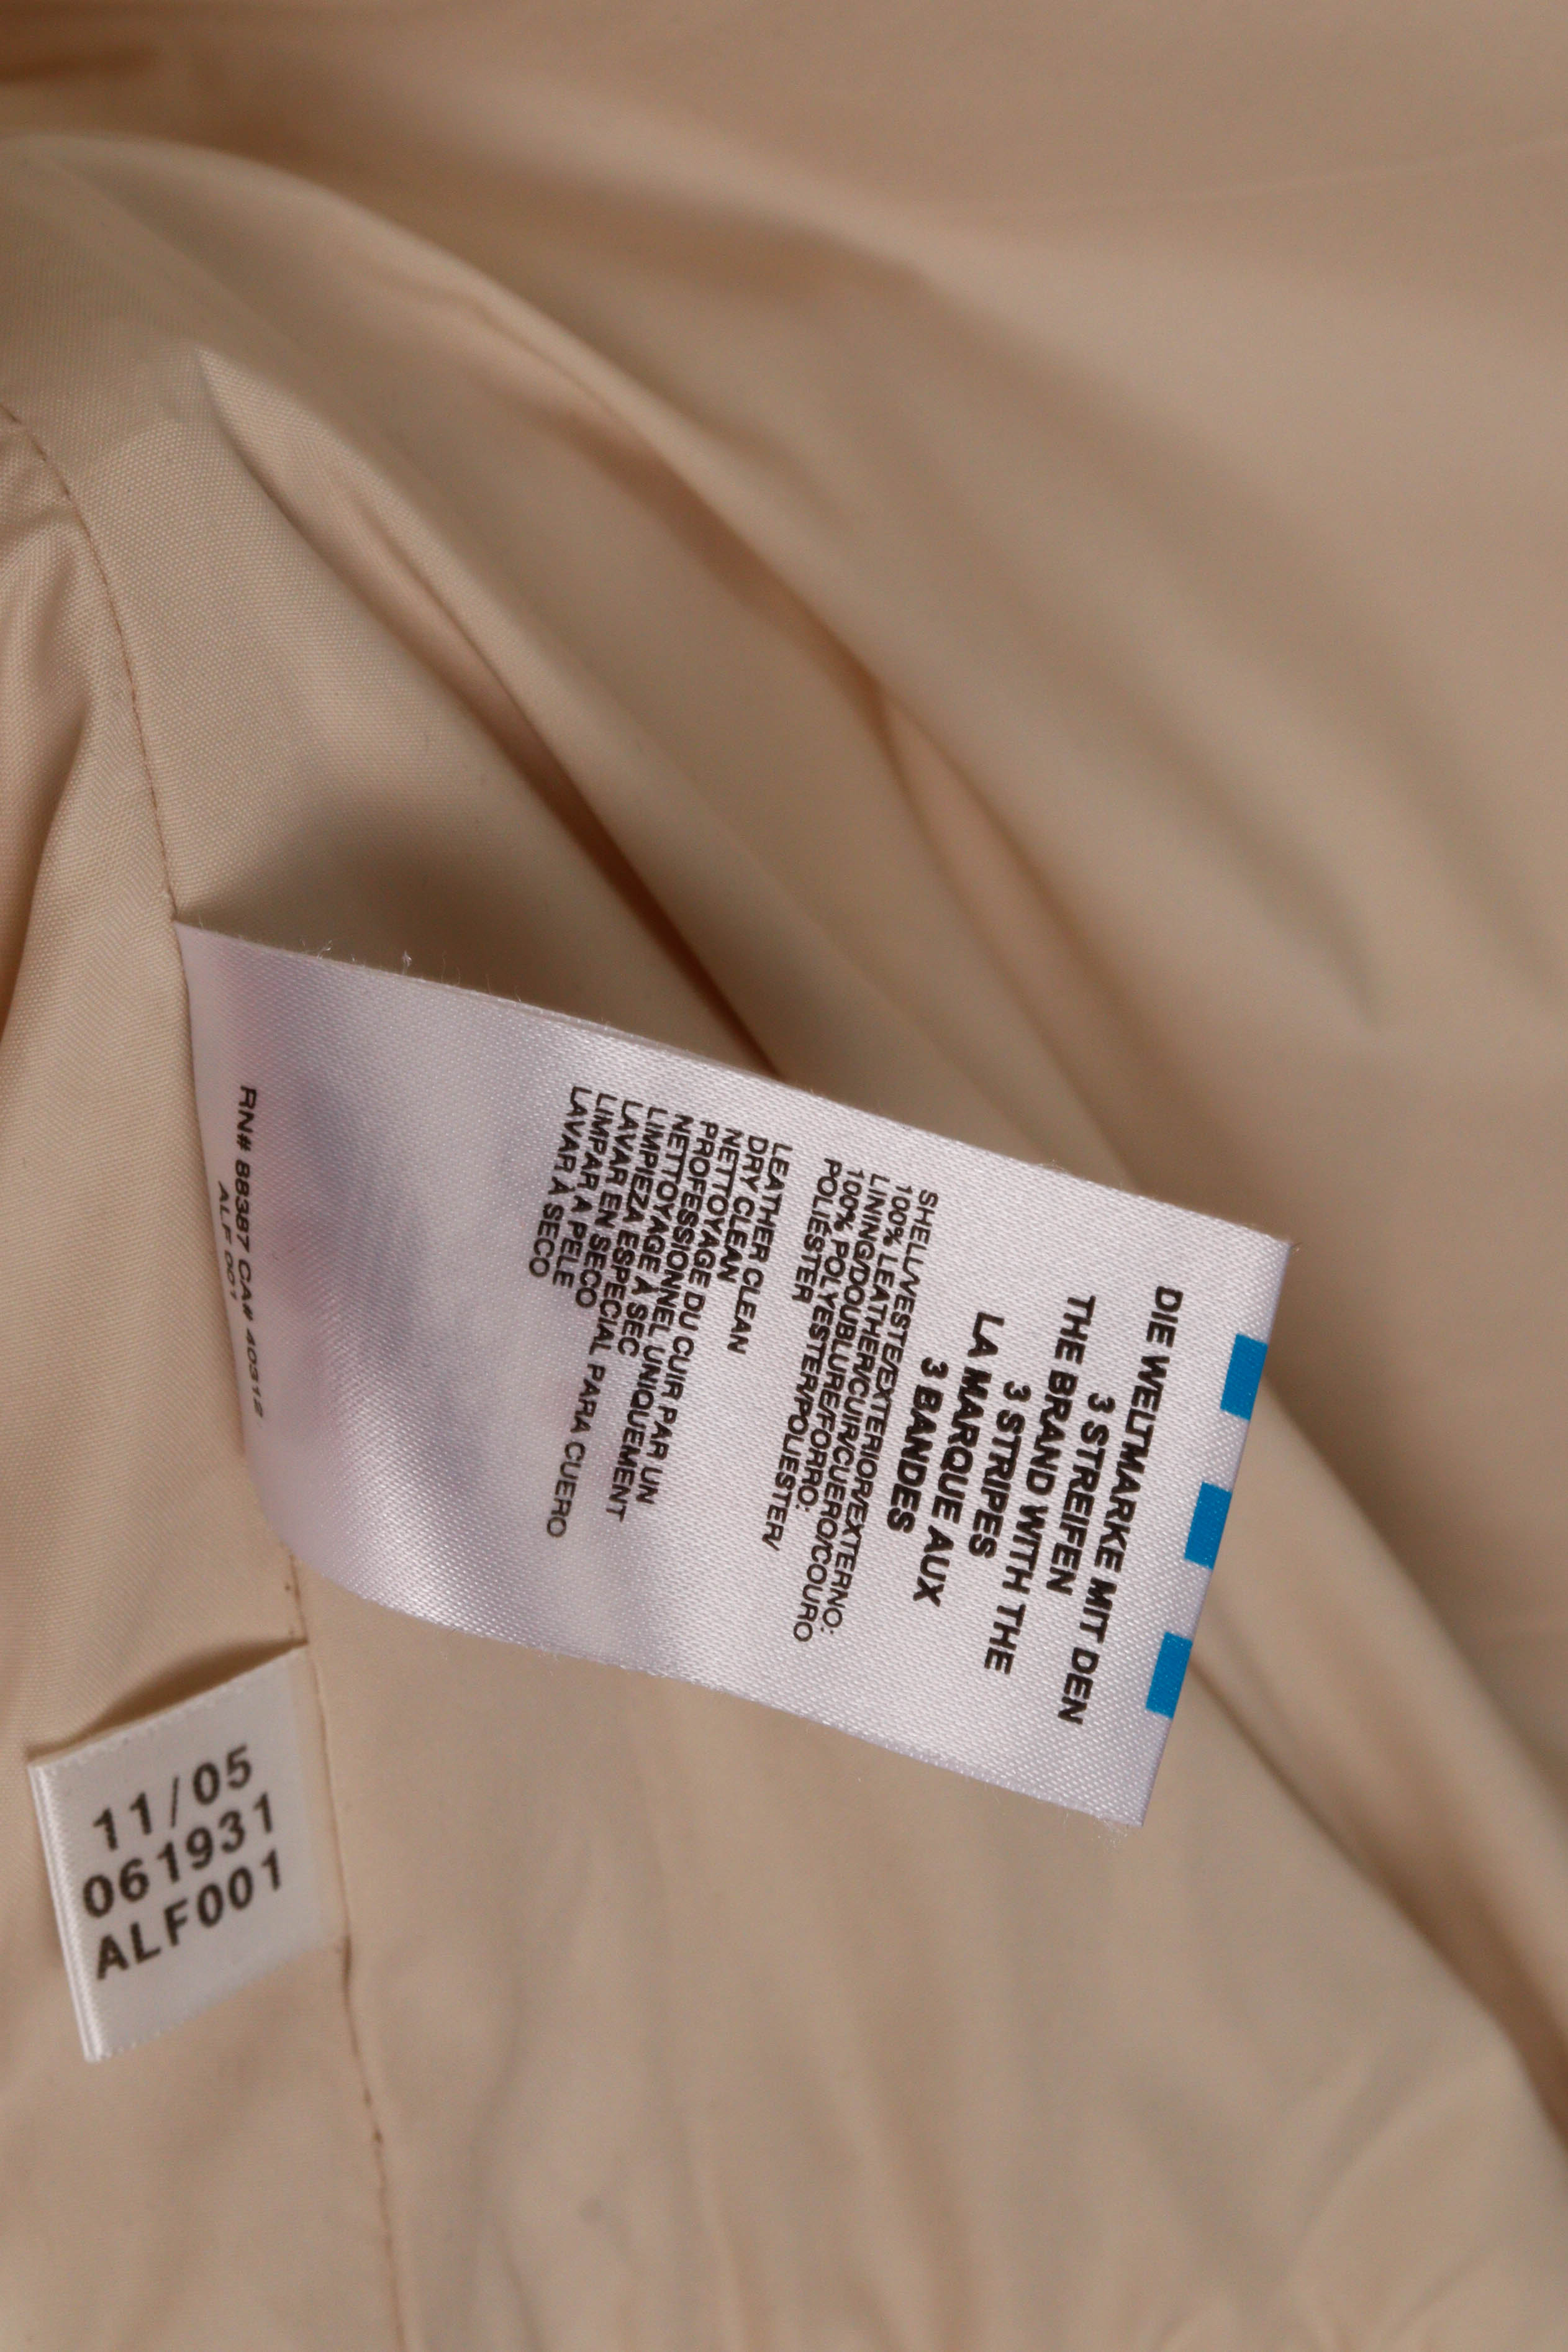 DIE WELTMARKE MIT DEN
3 STREIFEN
THE BRAND WITH THE
3 STRIPES
LA MARQUE AUX
3 BANDES
SHELL/VESTE/EXTERIOR/EXTERNO:
100% LEATHER/CUIR/CUERO/COURO
LINING/DOUBLURE/FORRO:
100% POLYESTER/POLIESTER/
POLIÉSTER
LEATHER CLEAN
DRY CLEAN
NETTOYAGE DU CUIR PAR UN
PROFESSIONNEL UNIQUEMENT
NETTOYAGE À SEC
LIMPIEZA ESPECIAL PARA CUERO
LAVAR EN SECO
LIMPAR A PELE
LAVAR A SECO
RN# 88387 CA# 40312
ALF 001
11/05
061931
ALF001